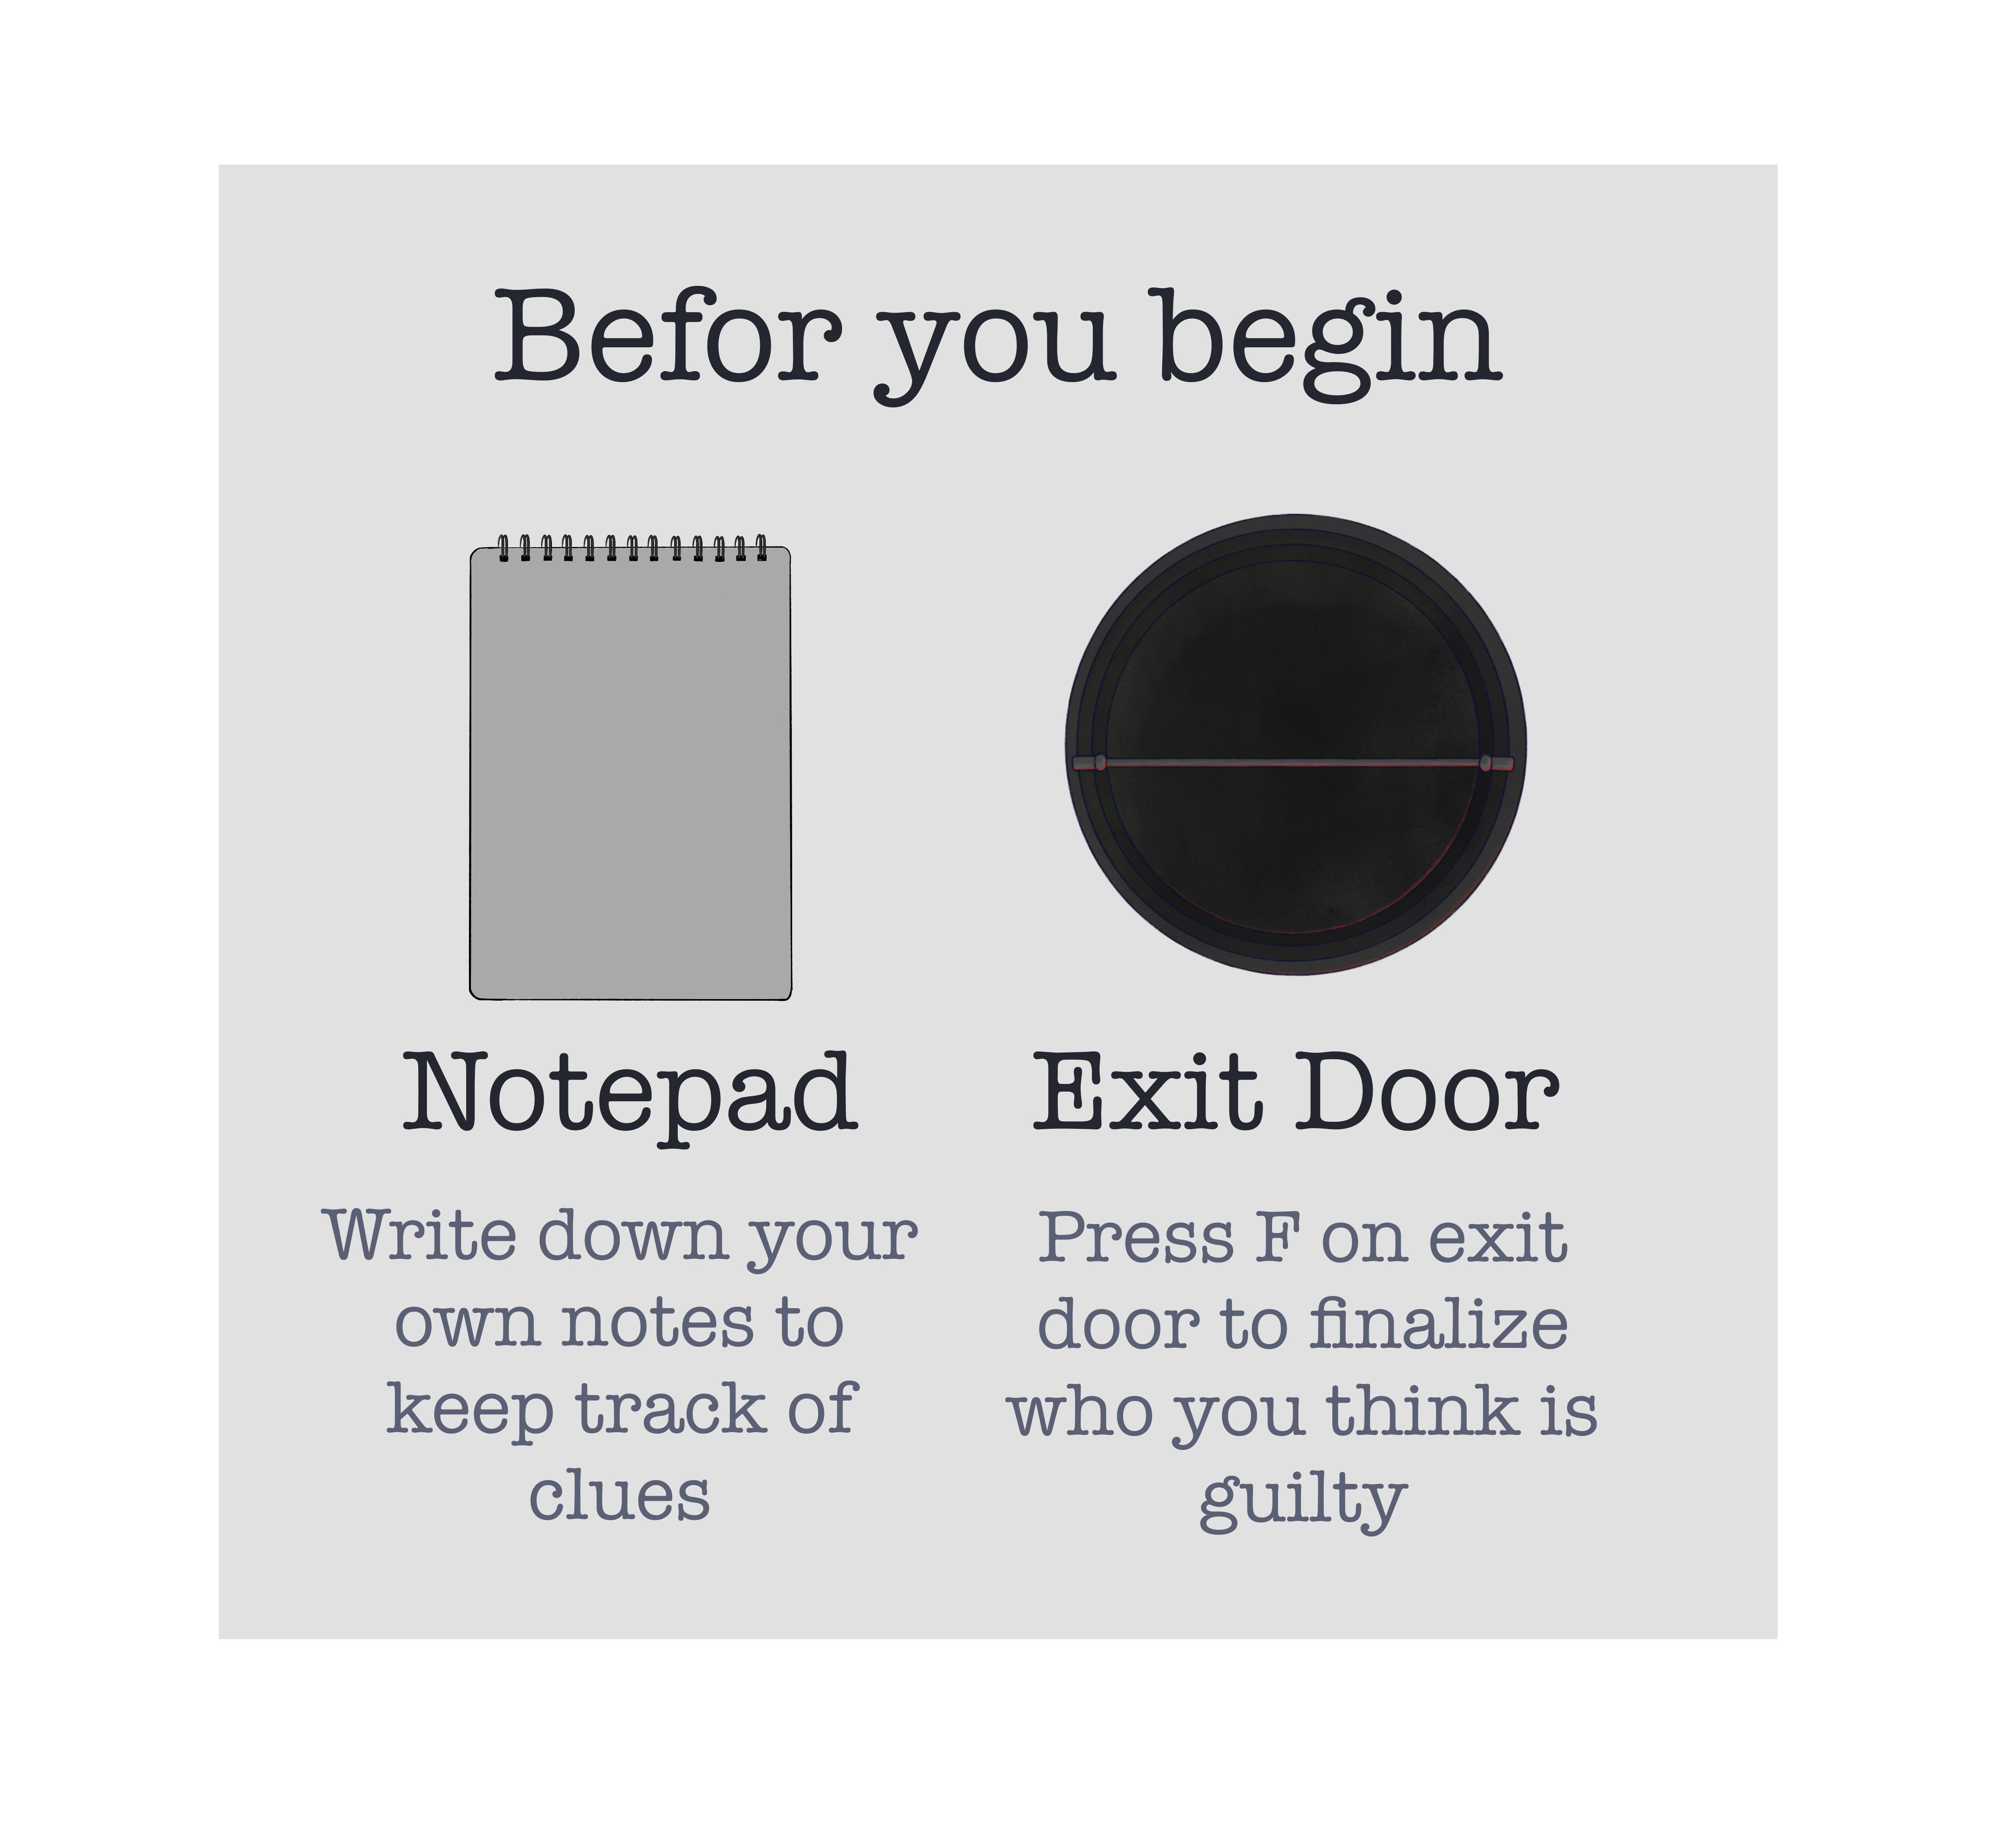 Befor you begin
Notepad
Write down your
own notes to
keep track of
clues
Exit Door
Press F on exit
door to finalize
who you think is
guilty